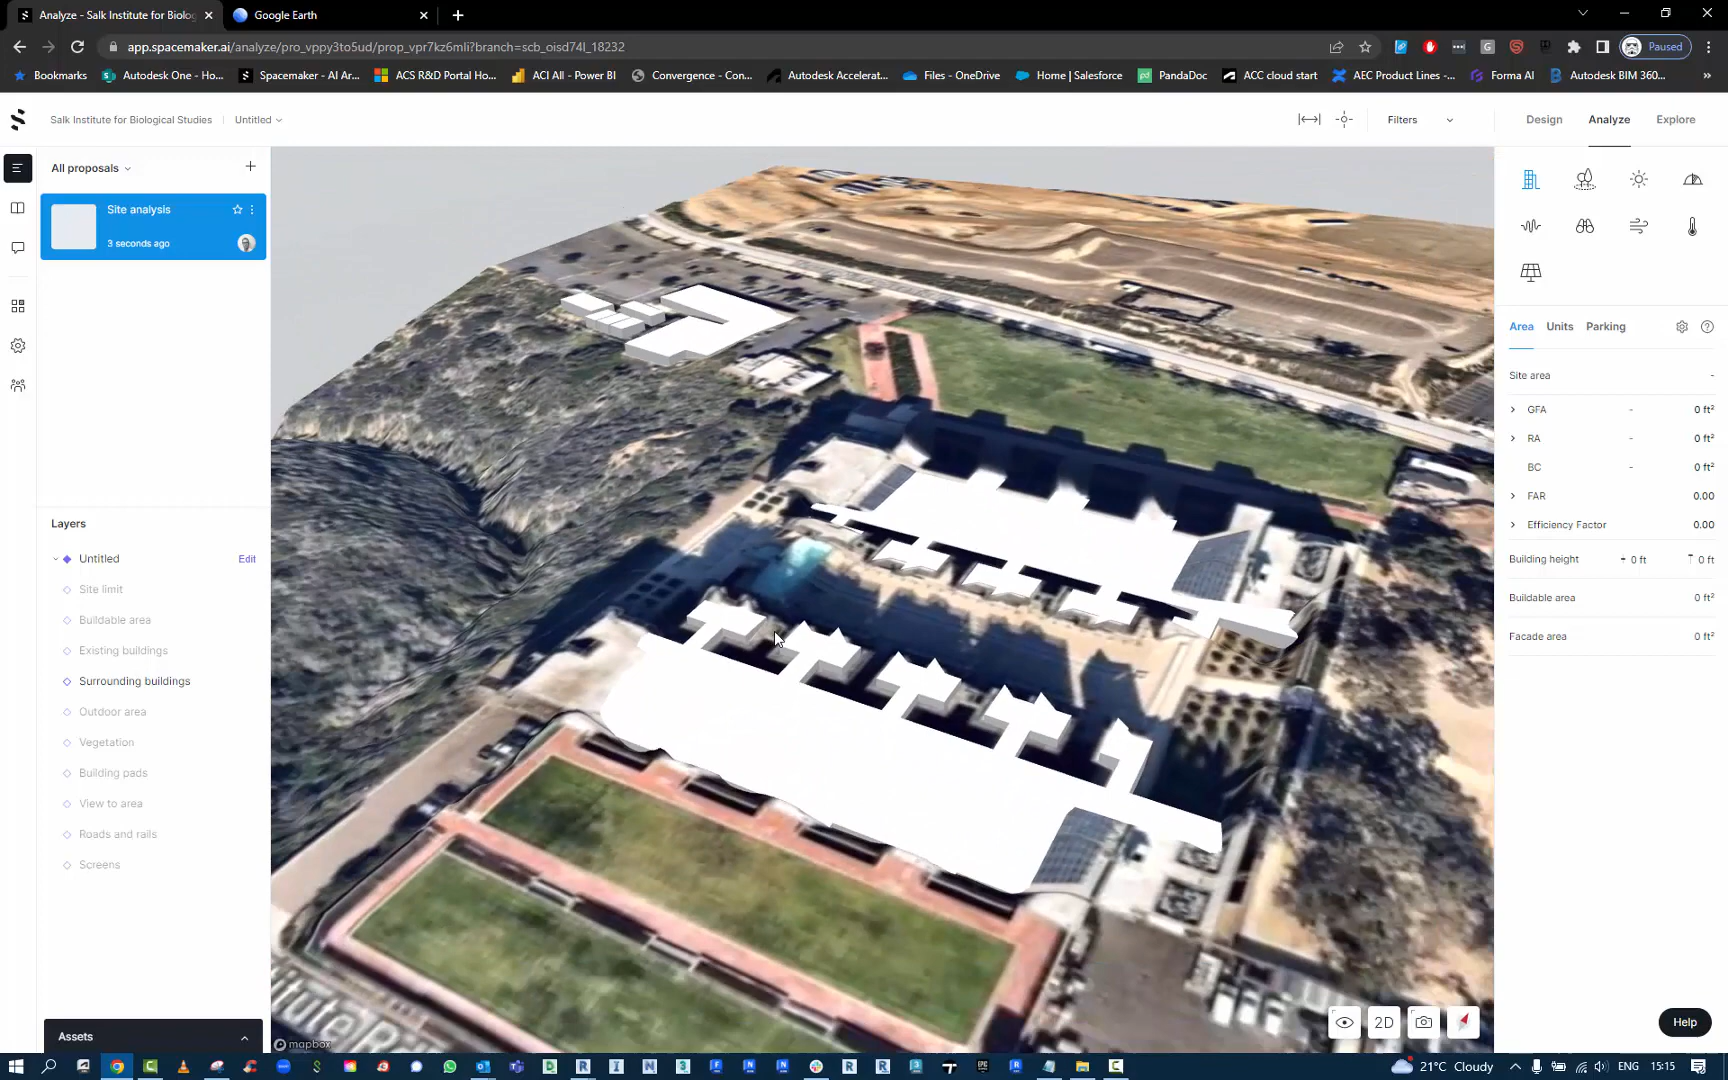 Analyze - Salk Institute for Biolog
Google Earth
app.spacemaker.ai/analyze/pro_vppy3to5ud/prop_vpr7kz6mli?branch=scb_oisd74l_18232
Paused
Bookmarks
Autodesk One - Ho...
Spacemaker - AI Ar...
ACS R&D Portal Ho...
ACI All - Power BI
Convergence - Con...
Autodesk Accelerat...
Files - OneDrive
Home | Salesforce
PandaDoc
ACC cloud start
AEC Product Lines -...
Forma AI
Autodesk BIM 360...
Salk Institute for Biological Studies
Untitled
Filters
Design
Analyze
Explore
All proposals
Site analysis
3 seconds ago
Area
Units
Parking
Site area
-
GFA
-
0 ft²
RA
-
0 ft²
BC
-
0 ft²
FAR
0.00
Efficiency Factor
0.00
Building height
0 ft
0 ft
Buildable area
0 ft²
Facade area
0 ft²
Layers
Untitled
Edit
Site limit
Buildable area
Existing buildings
Surrounding buildings
Outdoor area
Vegetation
Building pads
View to area
Roads and rails
Screens
Assets
mapbox
2D
Help
21°C Cloudy
ENG
15:15